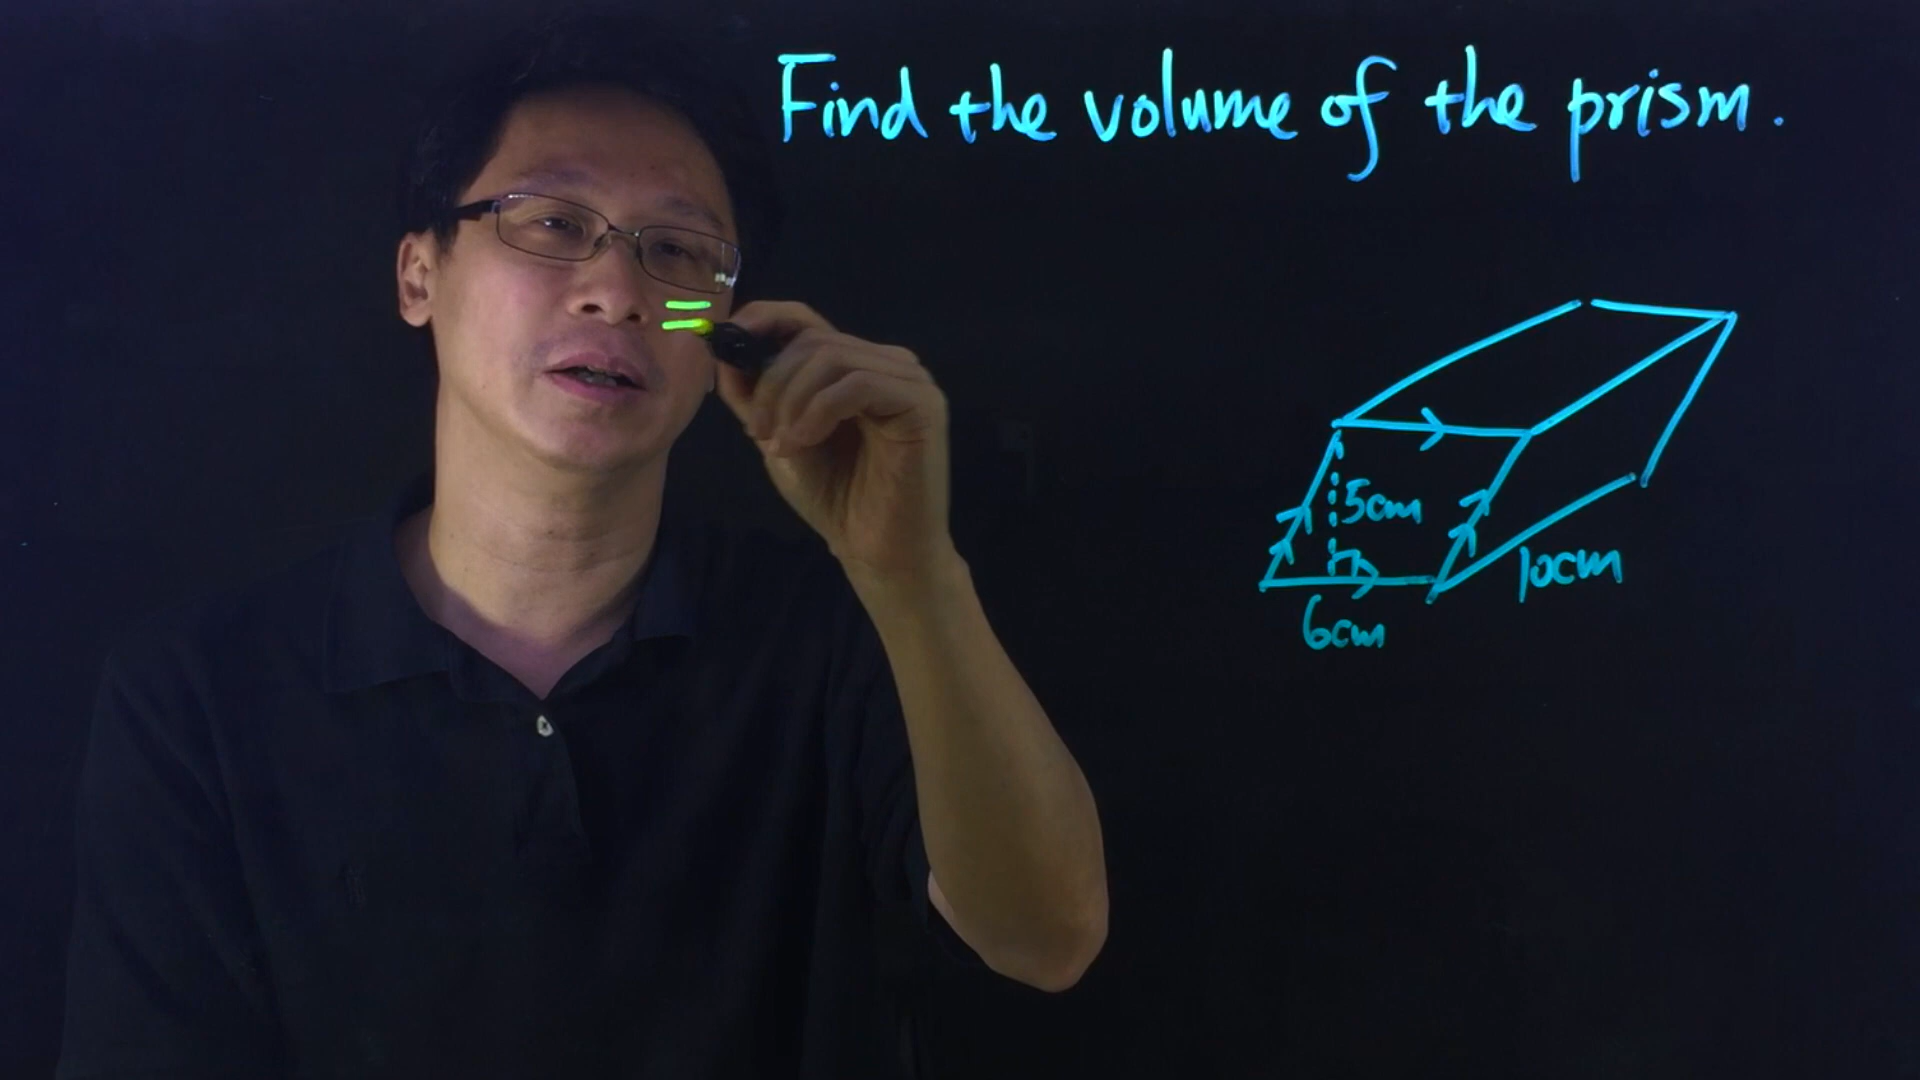 Find the volume of the prism.
=
5cm
10cm
6cm